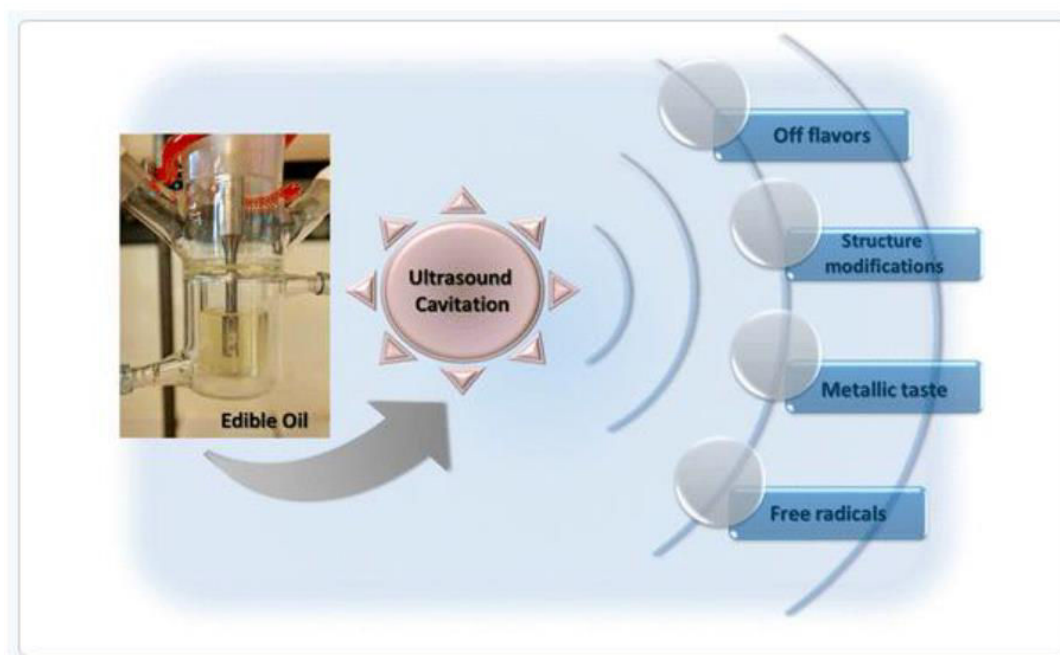 Edible Oil
Ultrasound
Cavitation
Off flavors
Structure
modifications
Metallic taste
Free radicals